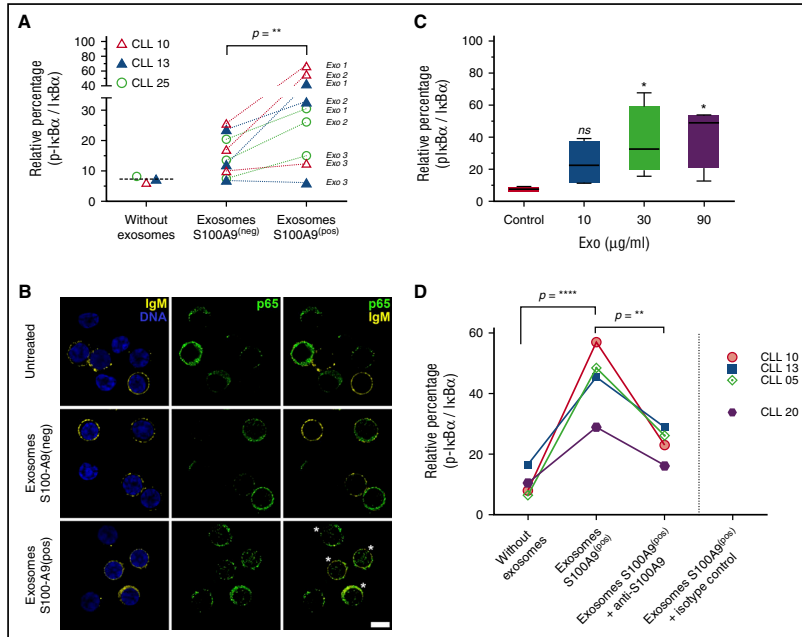 A
p = **
CLL 10
CLL 13
CLL 25
Relative percentage
(p-IκBα / IκBα)
100
80
60
40
30
20
10
0
Exo 1
Exo 2
Exo 1
Exo 2
Exo 1
Exo 2
Exo 3
Exo 3
Exo 3
Without
exosomes
Exosomes
S100A9(neg)
Exosomes
S100A9(pos)
C
Relative percentage
(pIκBα / IκBα)
100
80
60
40
20
0
ns
*
*
Control
10
30
90
Exo (μg/ml)
B
IgM
DNA
p65
p65
IgM
Untreated
Exosomes
S100-A9(neg)
Exosomes
S100-A9(pos)
*
*
*
*
D
p = ****
p = **
Relative percentage
(p-IκBα / IκBα)
60
40
20
0
CLL 10
CLL 13
CLL 05
CLL 20
Without
exosomes
Exosomes
S100A9(pos)
Exosomes S100A9(pos)
+ anti-S100A9
Exosomes S100A9(pos)
+ isotype control